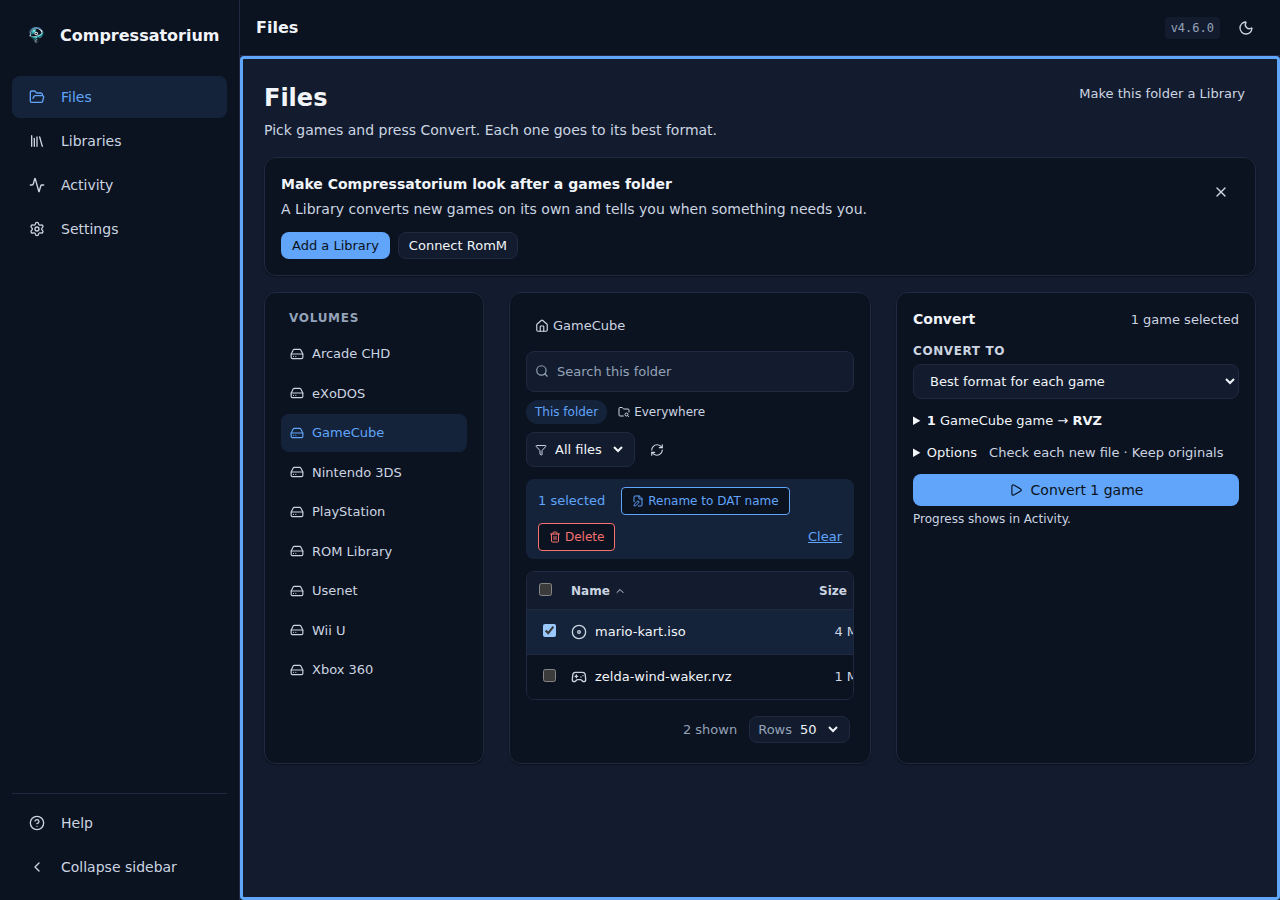 Compressatorium
Files
Libraries
Activity
Settings
Help
Collapse sidebar
Files
v4.6.0
Files
Make this folder a Library
Pick games and press Convert. Each one goes to its best format.
Make Compressatorium look after a games folder
A Library converts new games on its own and tells you when something needs you.
Add a Library
Connect RomM
VOLUMES
Arcade CHD
eXoDOS
GameCube
Nintendo 3DS
PlayStation
ROM Library
Usenet
Wii U
Xbox 360
GameCube
Search this folder
This folder
Everywhere
All files
1 selected
Rename to DAT name
Delete
Clear
Name
Size
mario-kart.iso
4 M
zelda-wind-waker.rvz
1 M
2 shown
Rows 50
Convert
1 game selected
CONVERT TO
Best format for each game
1 GameCube game → RVZ
Options Check each new file · Keep originals
Convert 1 game
Progress shows in Activity.